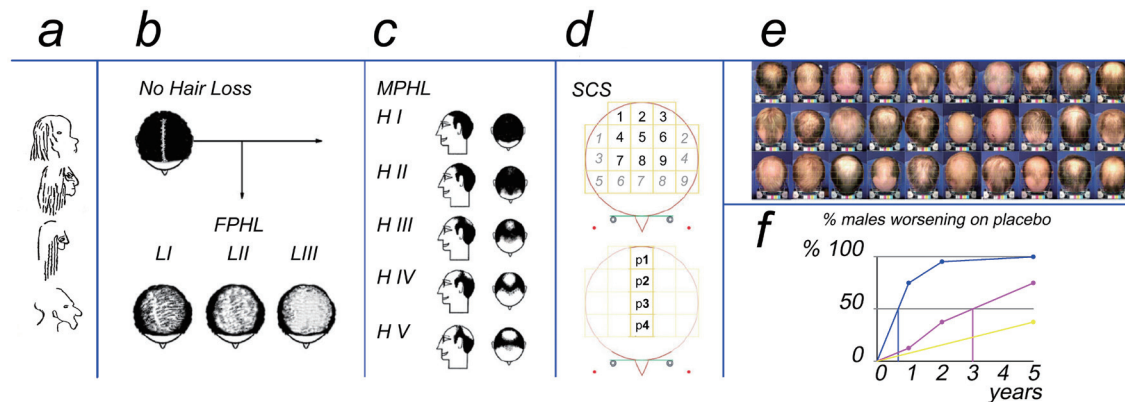 a b c d e
No Hair Loss
FPHL
LI LII LIII
MPHL
H I
H II
H III
H IV
H V
SCS
1 2 3
1 4 5 6 2
3 7 8 9 4
5 6 7 8 9
p1
p2
p3
p4
% males worsening on placebo
f
% 100
50
0
0 1 2 3 4 5
years